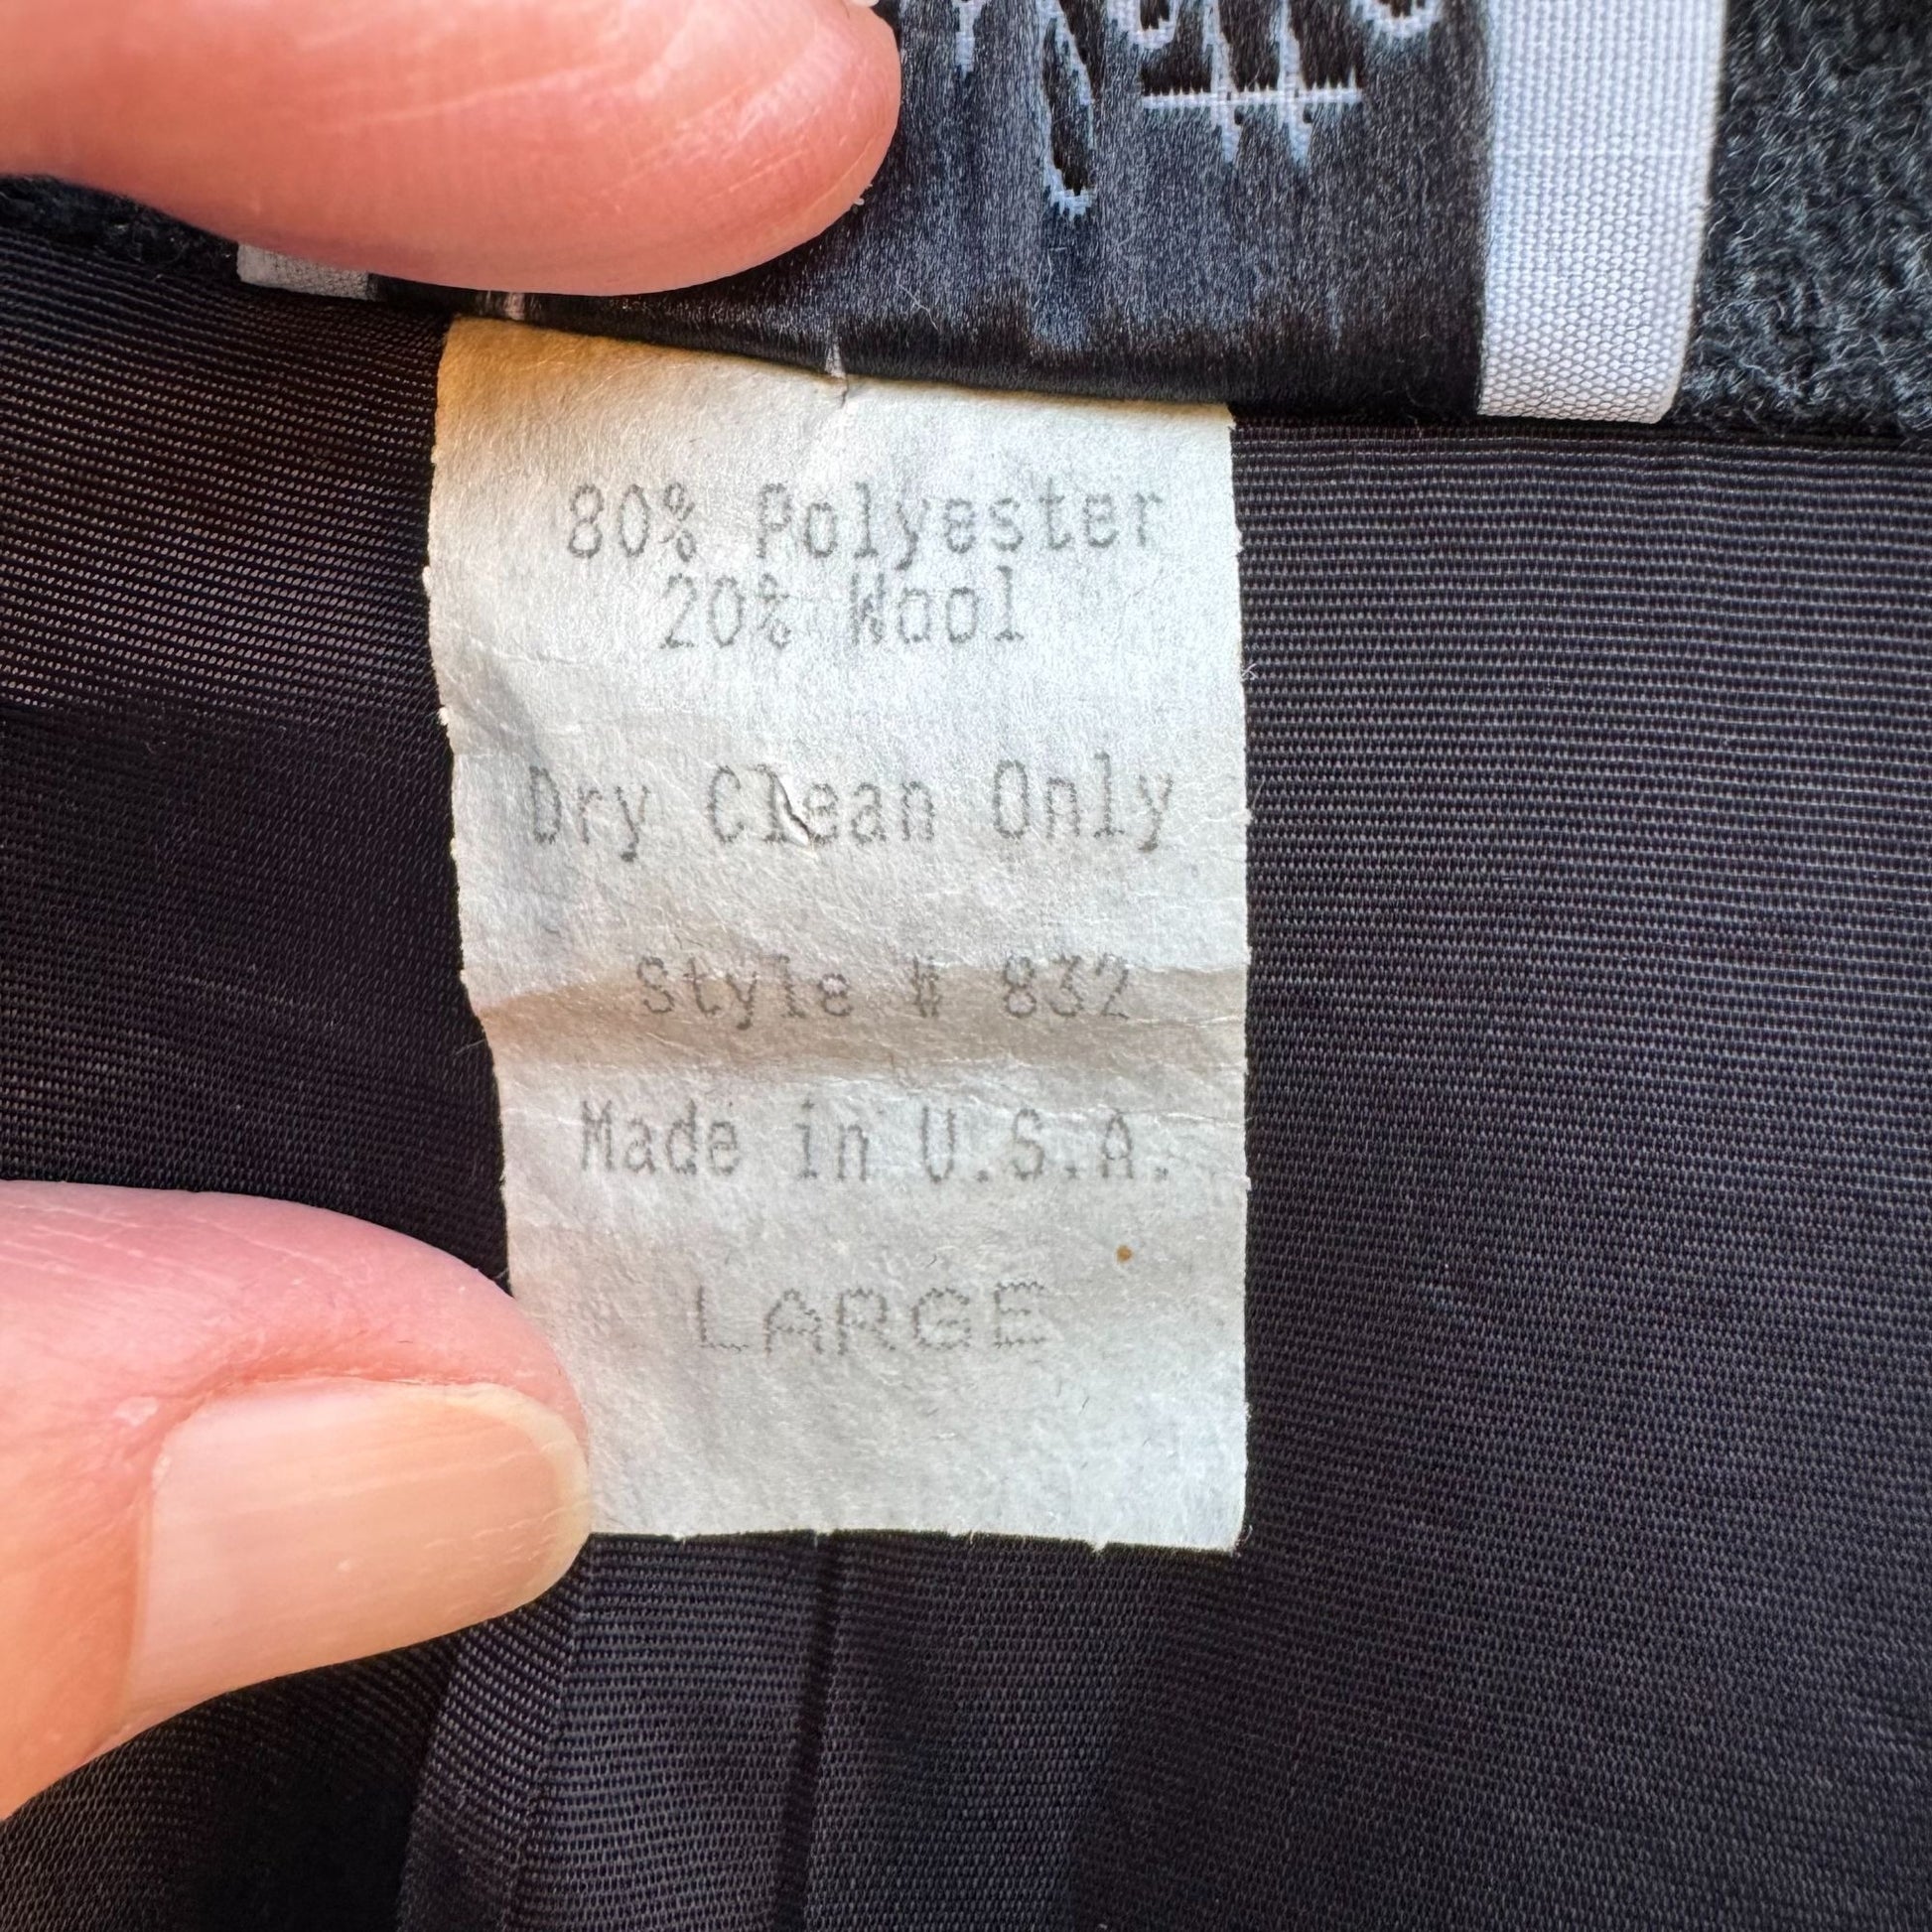 80% Polyester
20% Wool
Dry Clean Only
Style # 832
Made in U.S.A.
LARGE